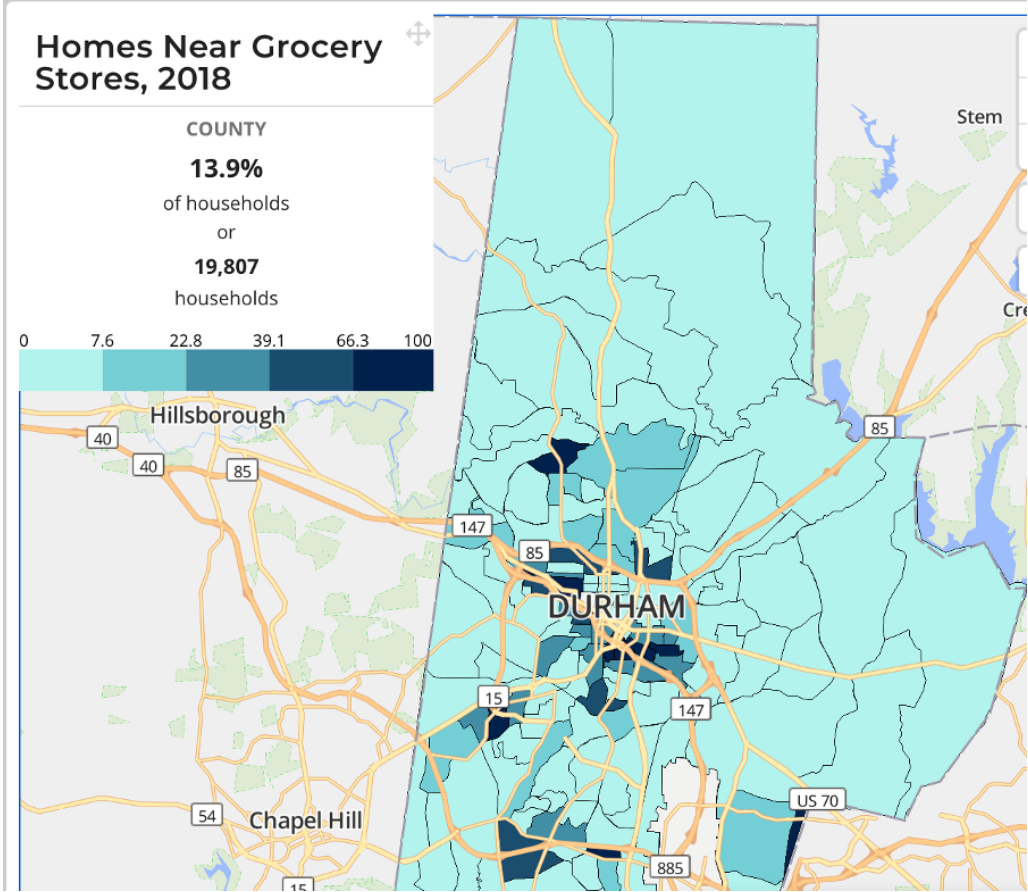 Homes Near Grocery
Stores, 2018
COUNTY
13.9%
of households
or
19,807
households
0 7.6 22.8 39.1 66.3 100
Stem
Hillsborough
40
40
85
85
147
85
DURHAM
15
147
54
Chapel Hill
US 70
885
15